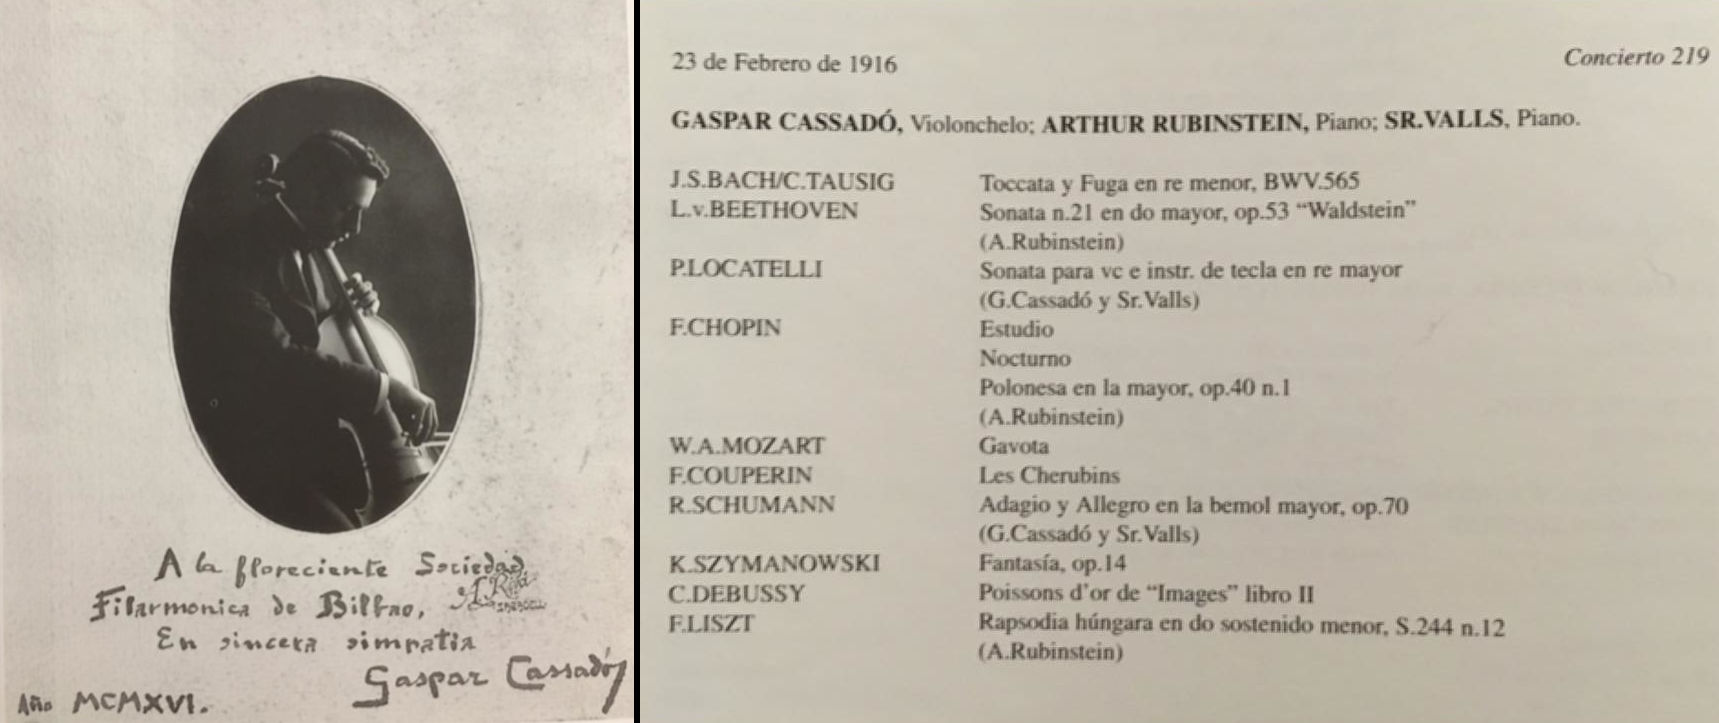 A la floreciente Sociedad
Filarmonica de Bilbao,
En sincera simpatia
Gaspar Cassadó
Año MCMXVI.
23 de Febrero de 1916
Concierto 219
GASPAR CASSADÓ, Violonchelo; ARTHUR RUBINSTEIN, Piano; SR.VALLS, Piano.
J.S.BACH/C.TAUSIG Toccata y Fuga en re menor, BWV.565
L.v.BEETHOVEN Sonata n.21 en do mayor, op.53 “Waldstein”
(A.Rubinstein)
P.LOCATELLI Sonata para vc e instr. de tecla en re mayor
(G.Cassadó y Sr.Valls)
F.CHOPIN Estudio
Nocturno
Polonesa en la mayor, op.40 n.1
(A.Rubinstein)
W.A.MOZART Gavota
F.COUPERIN Les Cherubins
R.SCHUMANN Adagio y Allegro en la bemol mayor, op.70
(G.Cassadó y Sr.Valls)
K.SZYMANOWSKI Fantasía, op.14
C.DEBUSSY Poissons d'or de “Images” libro II
F.LISZT Rapsodia húngara en do sostenido menor, S.244 n.12
(A.Rubinstein)